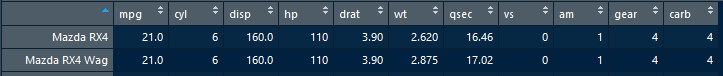 mpg cyl disp hp drat wt qsec vs am gear carb
Mazda RX4 21.0 6 160.0 110 3.90 2.620 16.46 0 1 4 4
Mazda RX4 Wag 21.0 6 160.0 110 3.90 2.875 17.02 0 1 4 4